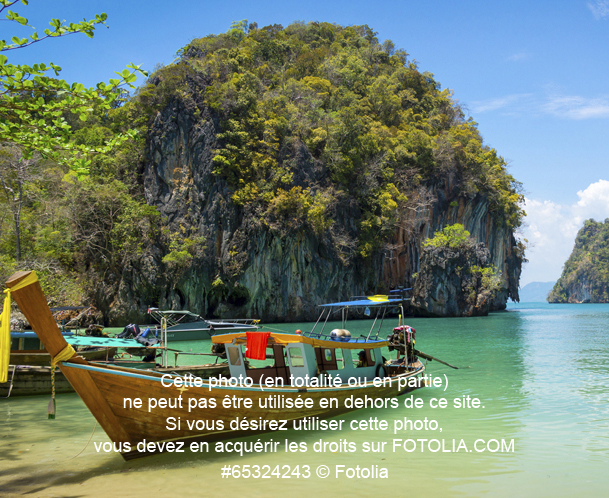 Cette photo (en totalité ou en partie)
ne peut pas être utilisée en dehors de ce site.
Si vous désirez utiliser cette photo,
vous devez en acquérir les droits sur FOTOLIA.COM
#65324243 © Fotolia